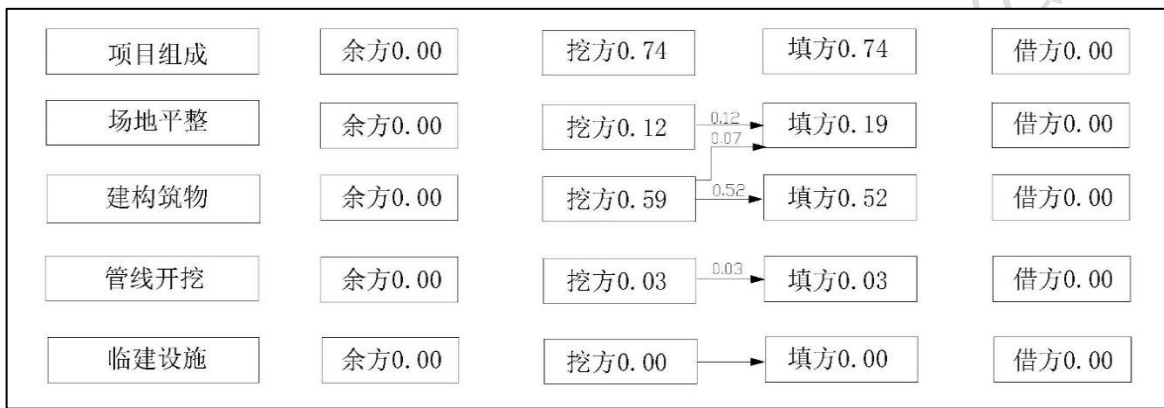 项目组成 余方0.00 挖方0.74 填方0.74 借方0.00
场地平整 余方0.00 挖方0.12 0.12 填方0.19 借方0.00
0.07
建构筑物 余方0.00 挖方0.59 0.52 填方0.52 借方0.00
管线开挖 余方0.00 挖方0.03 0.03 填方0.03 借方0.00
临建设施 余方0.00 挖方0.00 填方0.00 借方0.00